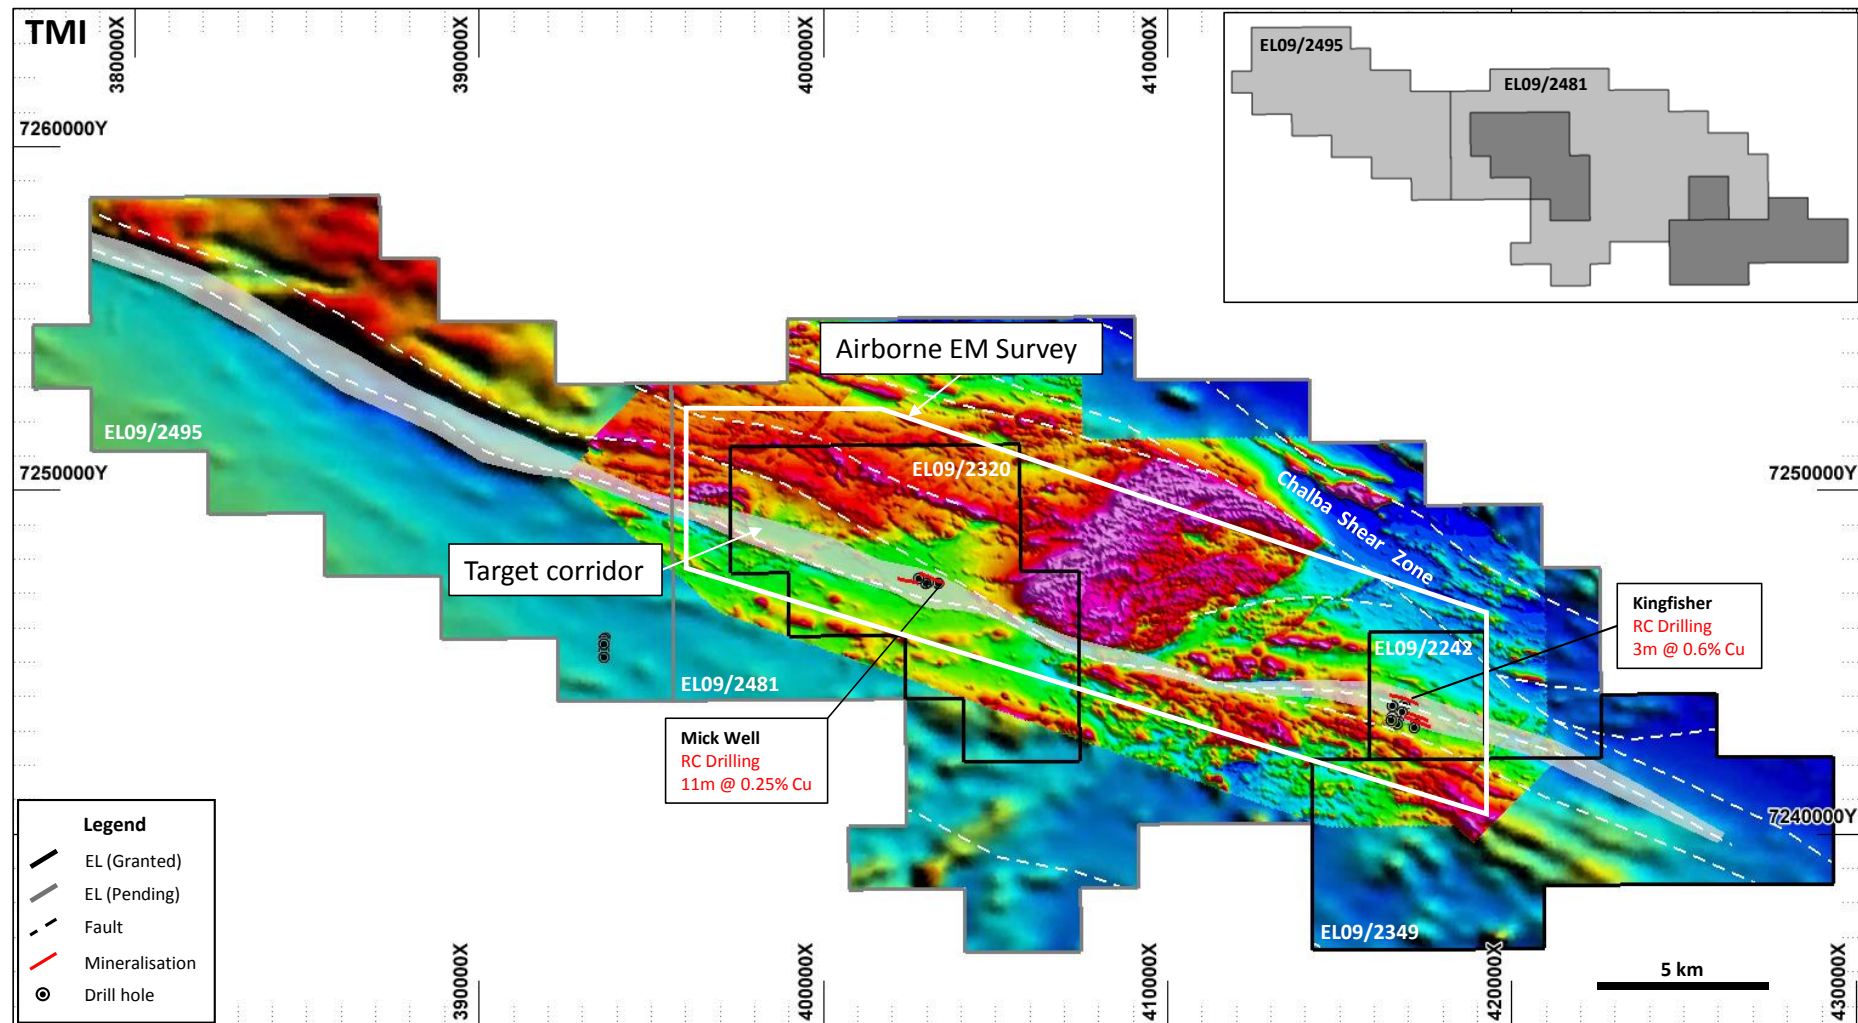 TMI
380000X
390000X
400000X
410000X
EL09/2495
EL09/2481
7260000Y
Airborne EM Survey
EL09/2495
EL09/2320
7250000Y
7250000Y
Chalba Shear Zone
Target corridor
Kingfisher
RC Drilling
3m @ 0.6% Cu
EL09/2242
EL09/2481
Mick Well
RC Drilling
11m @ 0.25% Cu
7240000Y
Legend
EL (Granted)
EL (Pending)
Fault
Mineralisation
Drill hole
EL09/2349
5 km
390000X
400000X
410000X
420000X
430000X